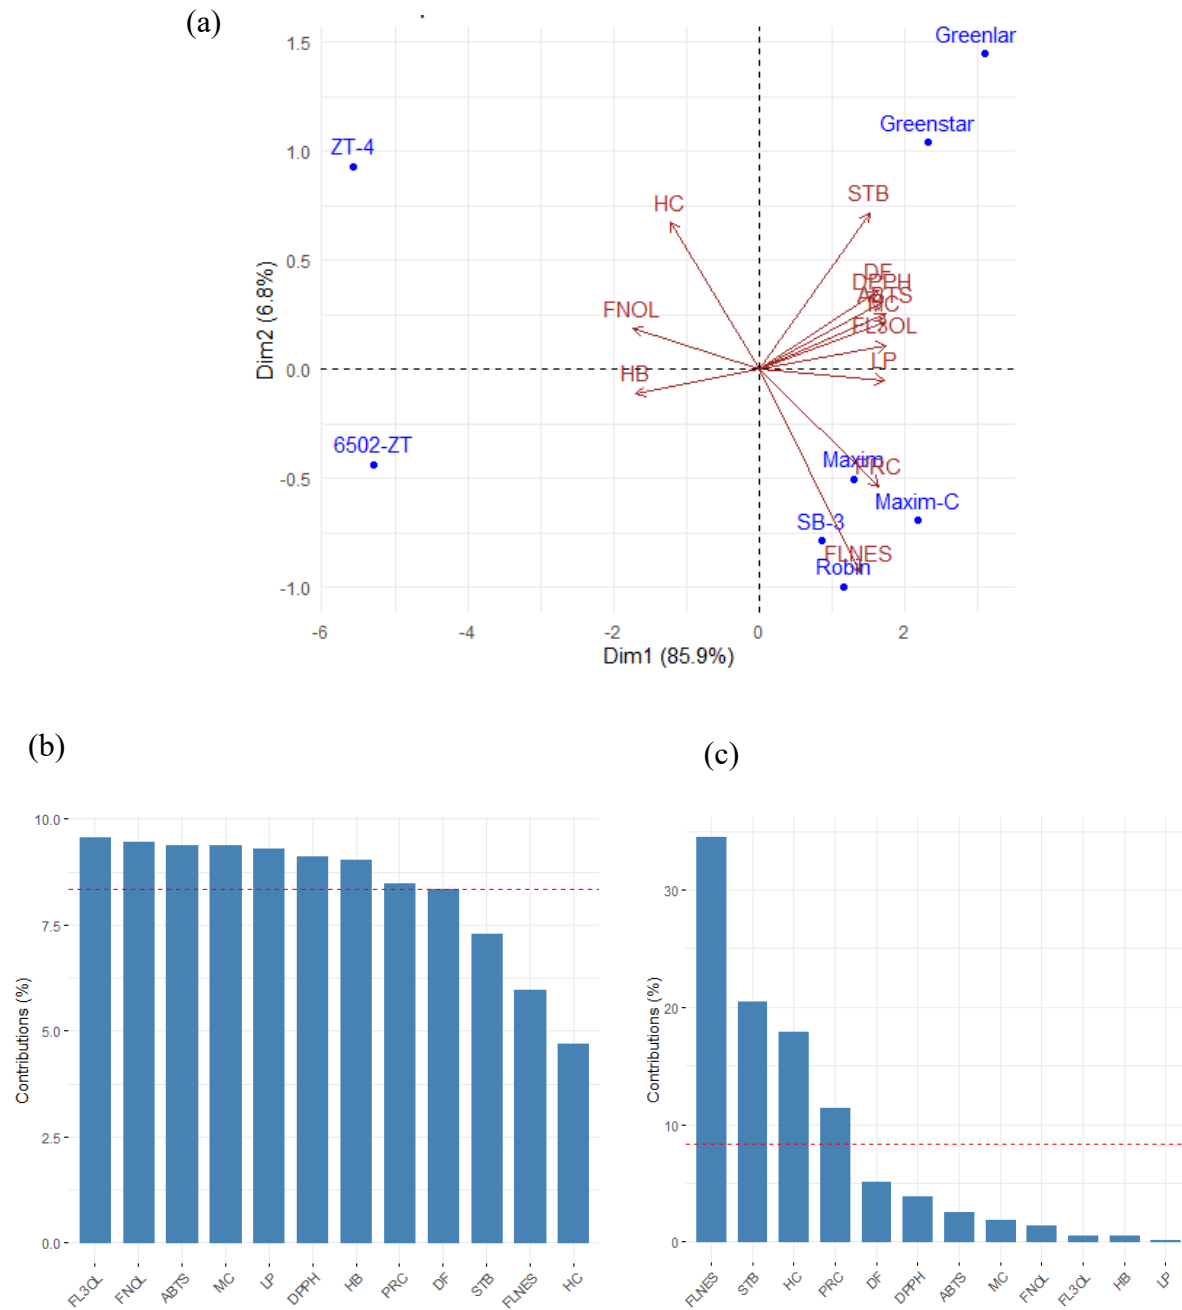 (a)
Greenlar
1.5
Greenstar
ZT-4
1.0
STB
HC
0.5
DF
DPPH
ABTS
MC
FNOL
FL3OL
LP
0.0
HB
Dim2 (6.8%)
6502-ZT
Maxim
PRC
-0.5
Maxim-C
SB-3
FLNES
Robin
-1.0
-6 -4 -2 0 2
Dim1 (85.9%)
(b)
(c)
10.0
7.5
5.0
2.5
0.0
Contributions (%)
FL3OL FNOL ABTS MC LP DPPH HB PRC DF STB FLNES HC
30
20
10
0
Contributions (%)
FLNES STB HC PRC DF DPPH ABTS MC FNOL FL3OL HB LP